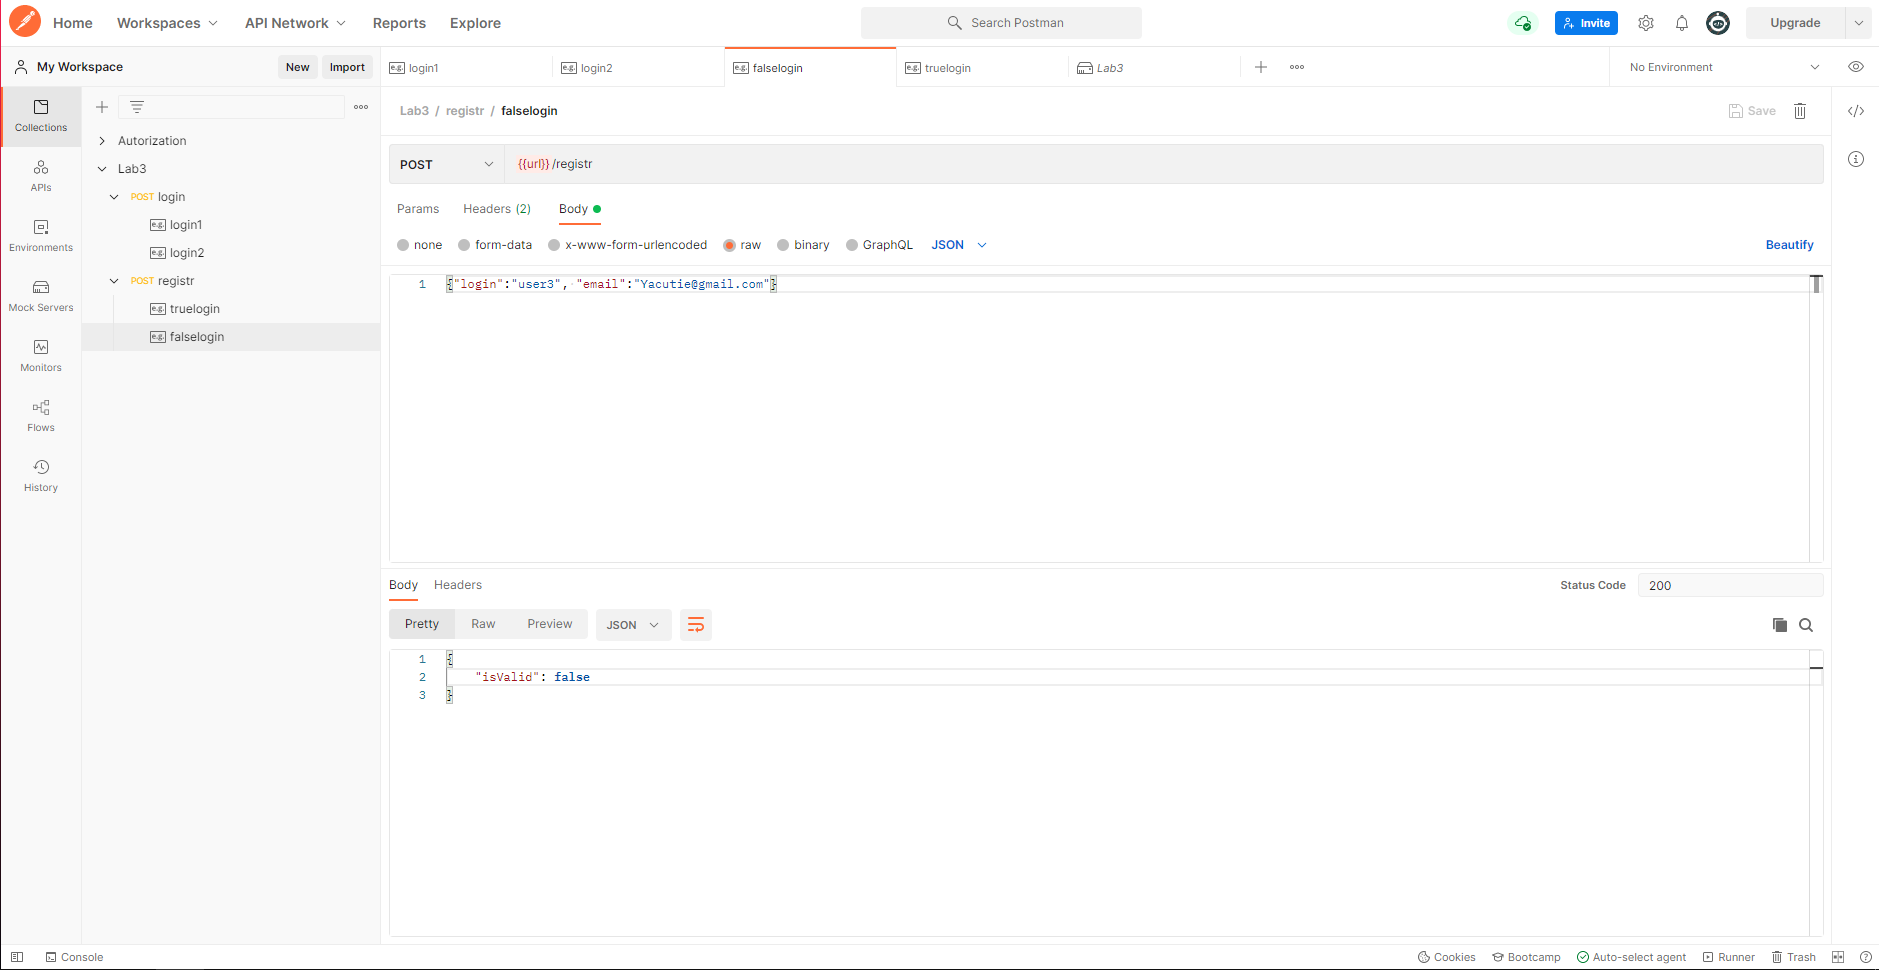 Home Workspaces API Network Reports Explore Search Postman Invite Upgrade
My Workspace New Import login1 login2 falselogin truelogin Lab3 No Environment
Collections
APIs
Environments
Mock Servers
Monitors
Flows
History
Autorization
Lab3
POST login
login1
login2
POST registr
truelogin
falselogin
Lab3 / registr / falselogin Save
POST {{url}}/registr
Params Headers (2) Body
none form-data x-www-form-urlencoded raw binary GraphQL JSON Beautify
1 {"login":"user3", "email":"Yacutie@gmail.com"}
Body Headers Status Code 200
Pretty Raw Preview JSON
1 {
2 "isValid": false
3 }
Console Cookies Bootcamp Auto-select agent Runner Trash